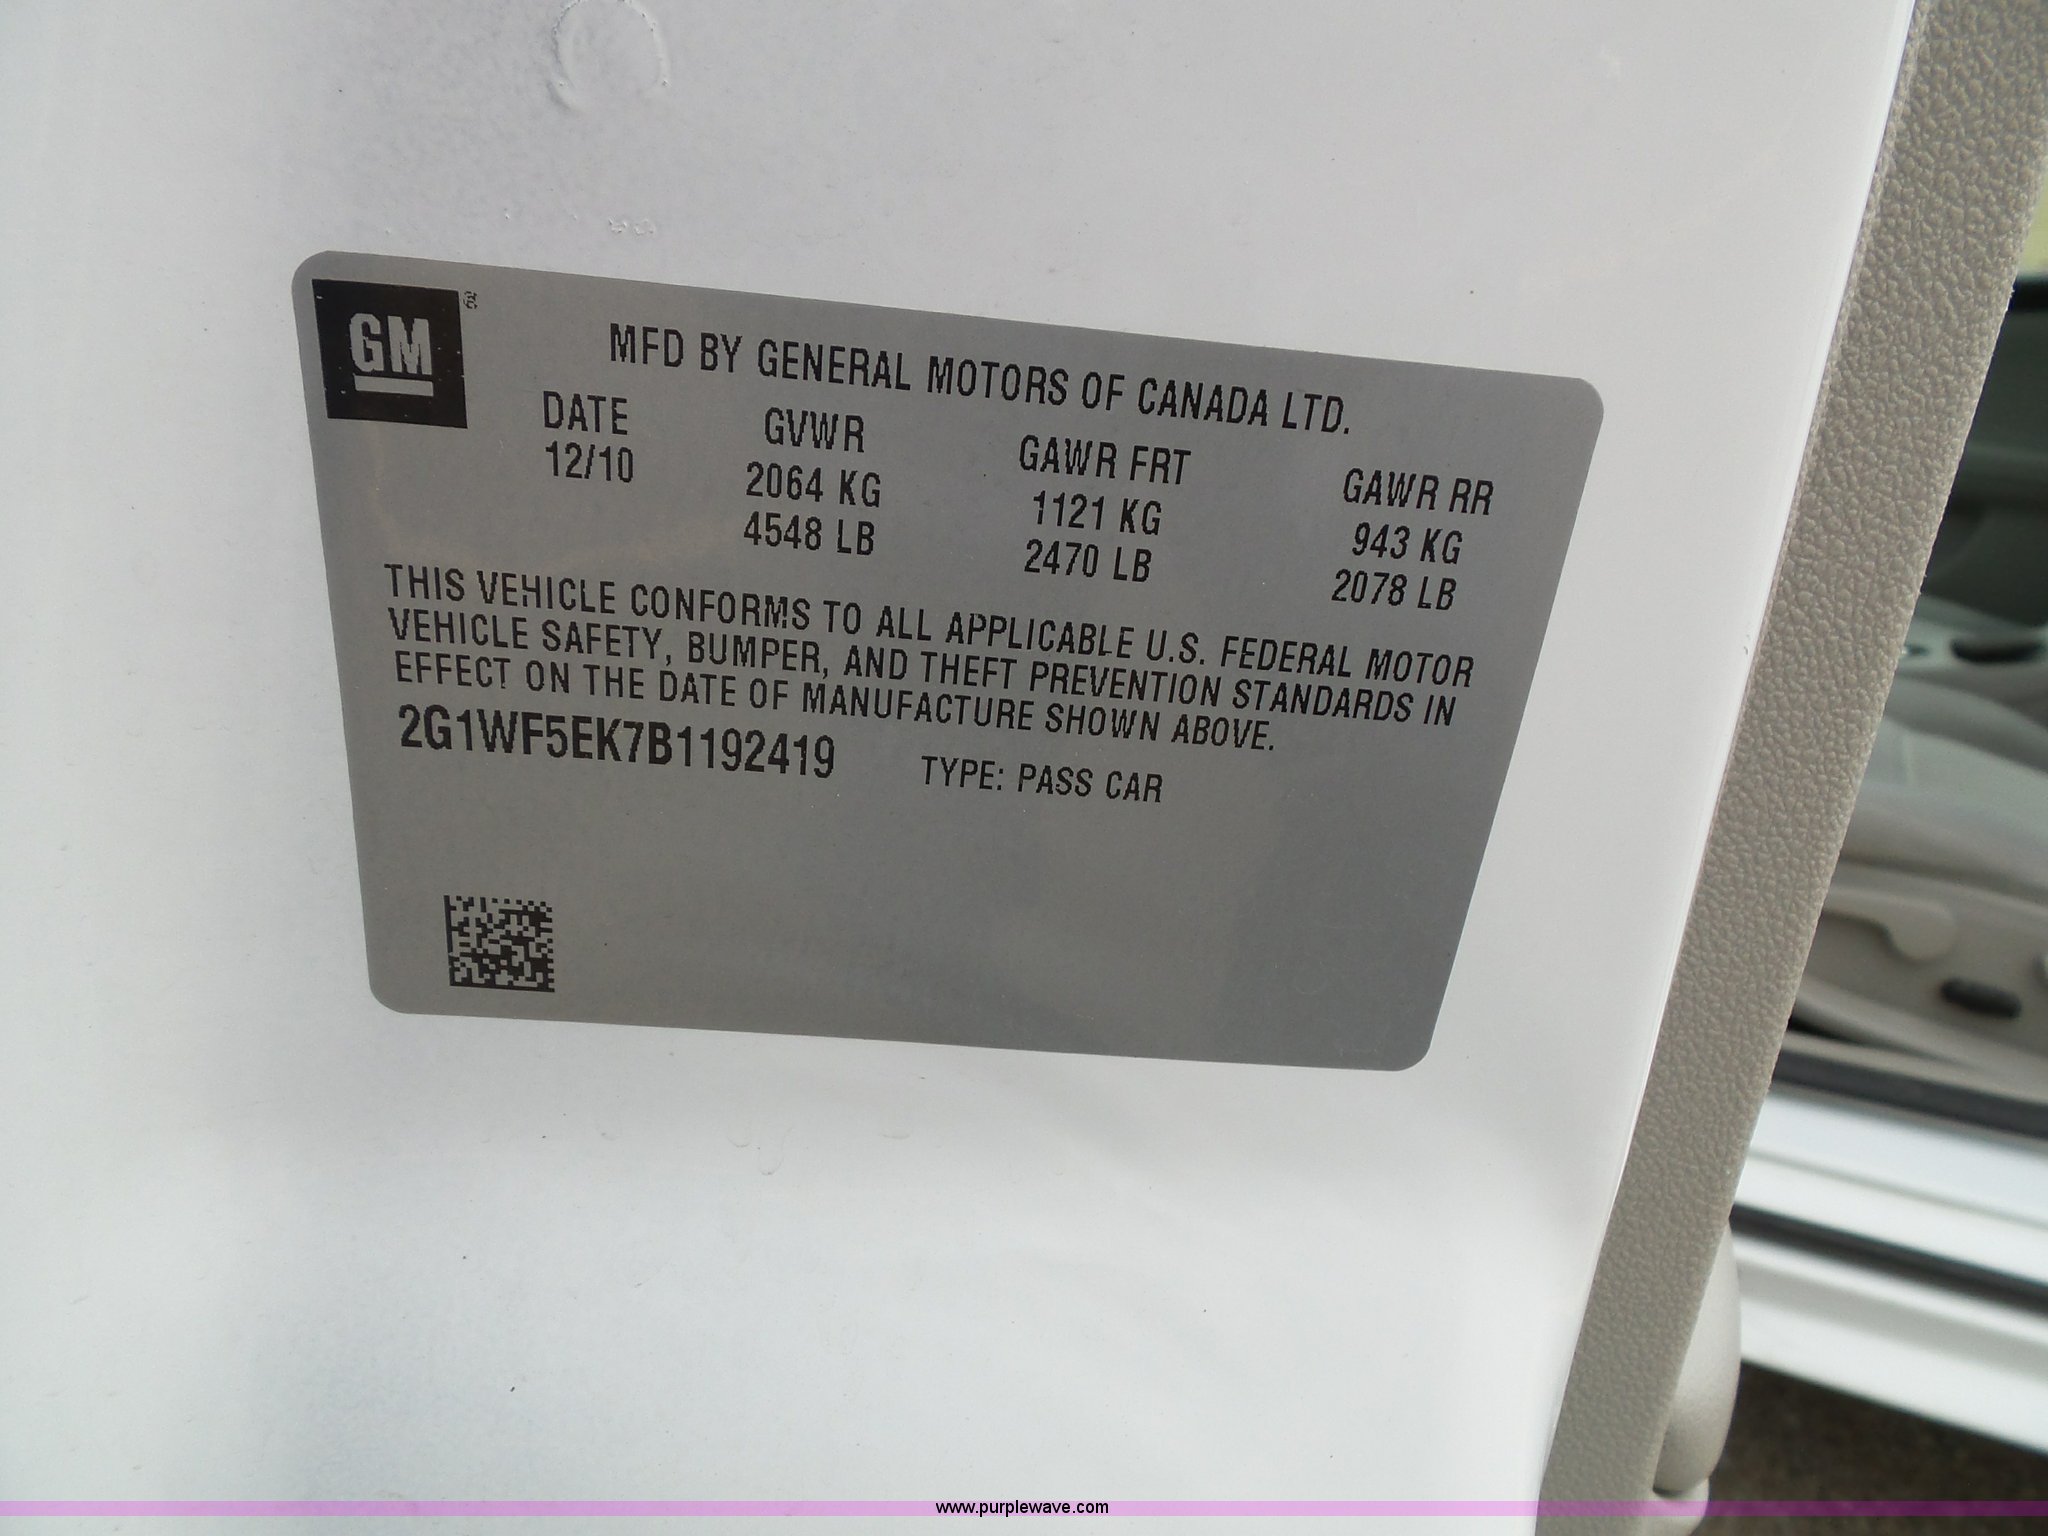 GM ®
MFD BY GENERAL MOTORS OF CANADA LTD.
DATE GVWR GAWR FRT GAWR RR
12/10 2064 KG 1121 KG 943 KG
4548 LB 2470 LB 2078 LB
THIS VEHICLE CONFORMS TO ALL APPLICABLE U.S. FEDERAL MOTOR
VEHICLE SAFETY, BUMPER, AND THEFT PREVENTION STANDARDS IN
EFFECT ON THE DATE OF MANUFACTURE SHOWN ABOVE.
2G1WF5EK7B1192419 TYPE: PASS CAR
www.purplewave.com